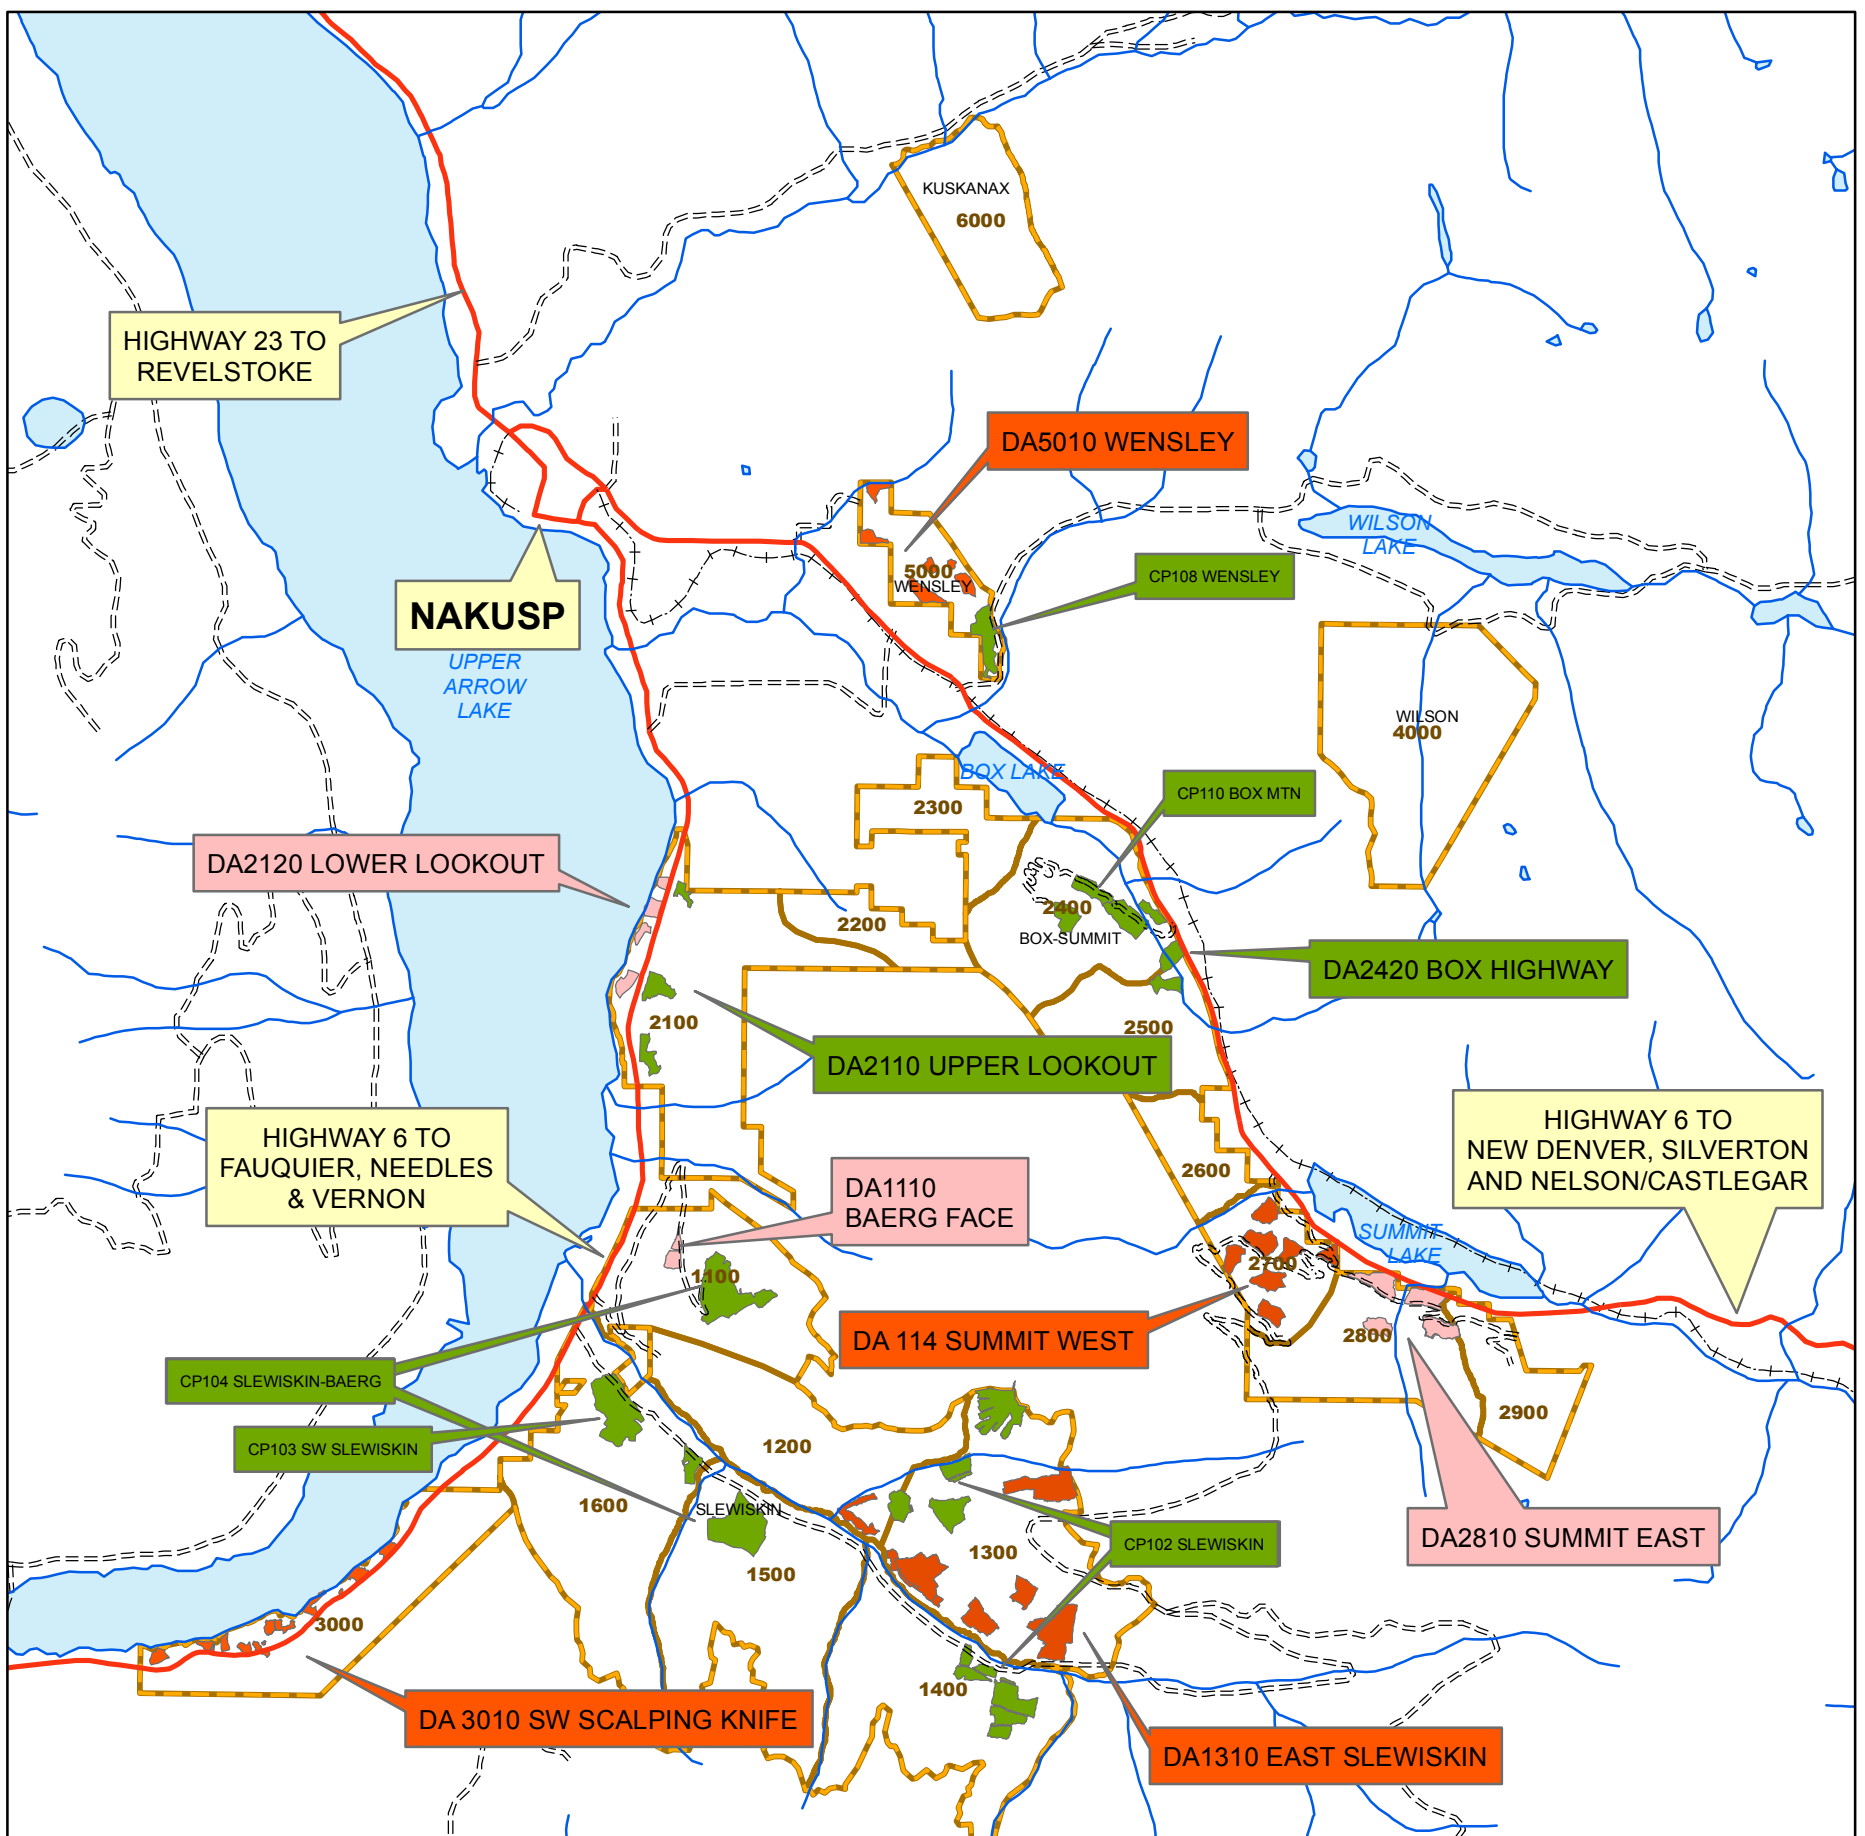 KUSKANAX
6000
HIGHWAY 23 TO
REVELSTOKE
DA5010 WENSLEY
WILSON
LAKE
5000
WENSLEY
CP108 WENSLEY
NAKUSP
UPPER
ARROW
LAKE
WILSON
4000
BOX LAKE
CP110 BOX MTN
2300
DA2120 LOWER LOOKOUT
2400
2200
BOX-SUMMIT
DA2420 BOX HIGHWAY
2100
2500
DA2110 UPPER LOOKOUT
HIGHWAY 6 TO
FAUQUIER, NEEDLES
& VERNON
HIGHWAY 6 TO
NEW DENVER, SILVERTON
AND NELSON/CASTLEGAR
2600
DA1110
BAERG FACE
SUMMIT
LAKE
2700
1100
DA 114 SUMMIT WEST
2800
CP104 SLEWISKIN-BAERG
2900
CP103 SW SLEWISKIN
1200
1600
SLEWISKIN
DA2810 SUMMIT EAST
CP102 SLEWISKIN
1300
1500
3000
1400
DA 3010 SW SCALPING KNIFE
DA1310 EAST SLEWISKIN